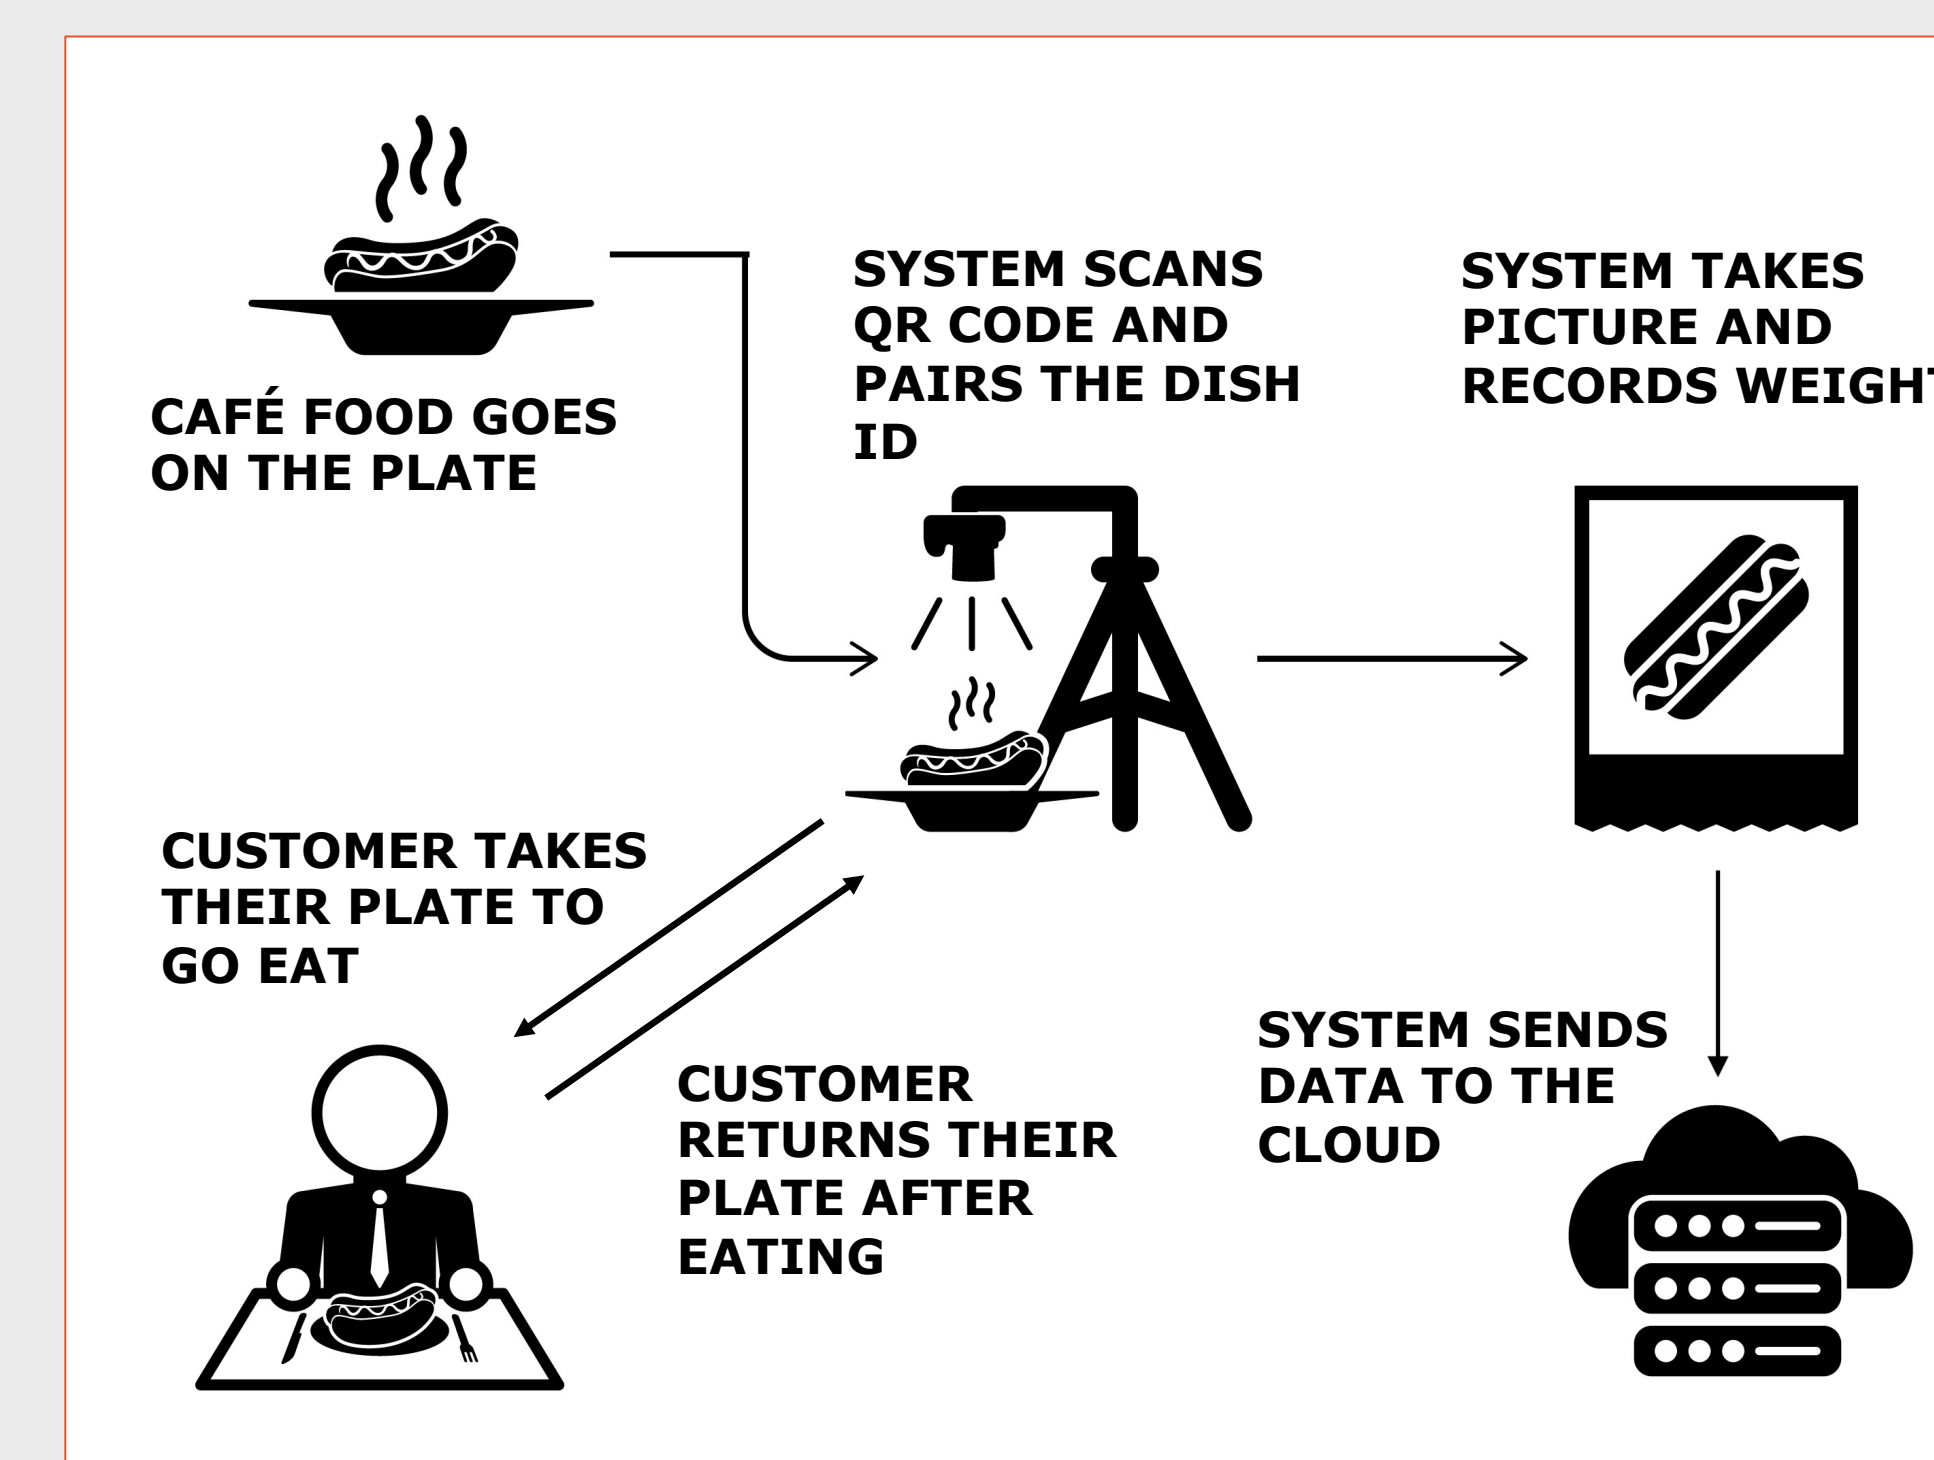 CAFÉ FOOD GOES
ON THE PLATE
SYSTEM SCANS
QR CODE AND
PAIRS THE DISH
ID
SYSTEM TAKES
PICTURE AND
RECORDS WEIGHT
CUSTOMER TAKES
THEIR PLATE TO
GO EAT
CUSTOMER
RETURNS THEIR
PLATE AFTER
EATING
SYSTEM SENDS
DATA TO THE
CLOUD